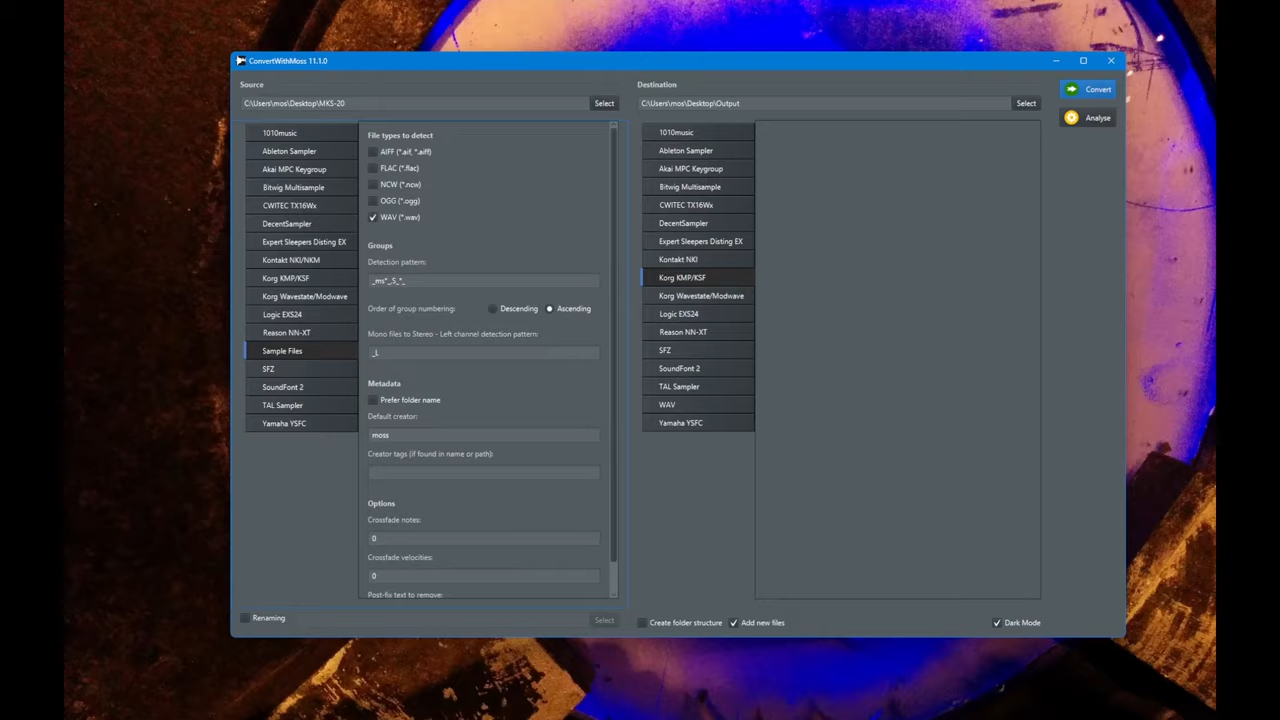 ConvertWithMoss 11.1.0
Source
C:\Users\mos\Desktop\MKS-20
Select
1010music
Ableton Sampler
Akai MPC Keygroup
Bitwig Multisample
CWITEC TX16Wx
DecentSampler
Expert Sleepers Disting EX
Kontakt NKI/NKM
Korg KMP/KSF
Korg Wavestate/Modwave
Logic EXS24
Reason NN-XT
Sample Files
SFZ
SoundFont 2
TAL Sampler
Yamaha YSFC
File types to detect
AIFF (*.aif, *.aiff)
FLAC (*.flac)
NCW (*.ncw)
OGG (*.ogg)
WAV (*.wav)
Groups
Detection pattern:
_ms*_,S_*_
Order of group numbering:
Descending
Ascending
Mono files to Stereo - Left channel detection pattern:
_L
Metadata
Prefer folder name
Default creator:
moss
Creator tags (if found in name or path):
Options
Crossfade notes:
0
Crossfade velocities:
0
Post-fix text to remove:
Renaming
Select
Destination
C:\Users\mos\Desktop\Output
Select
1010music
Ableton Sampler
Akai MPC Keygroup
Bitwig Multisample
CWITEC TX16Wx
DecentSampler
Expert Sleepers Disting EX
Kontakt NKI
Korg KMP/KSF
Korg Wavestate/Modwave
Logic EXS24
Reason NN-XT
SFZ
SoundFont 2
TAL Sampler
WAV
Yamaha YSFC
Create folder structure
Add new files
Dark Mode
Convert
Analyse